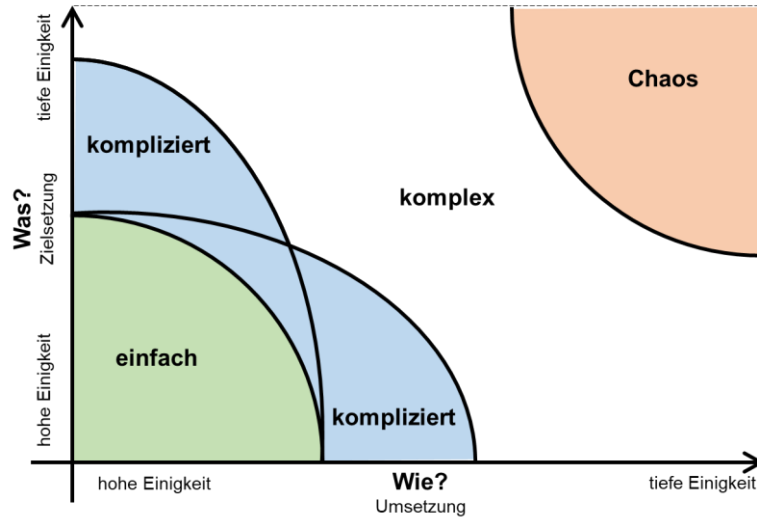 tiefe Einigkeit
Was?
Zielsetzung
hohe Einigkeit
kompliziert
Chaos
komplex
einfach
kompliziert
hohe Einigkeit
Wie?
Umsetzung
tiefe Einigkeit